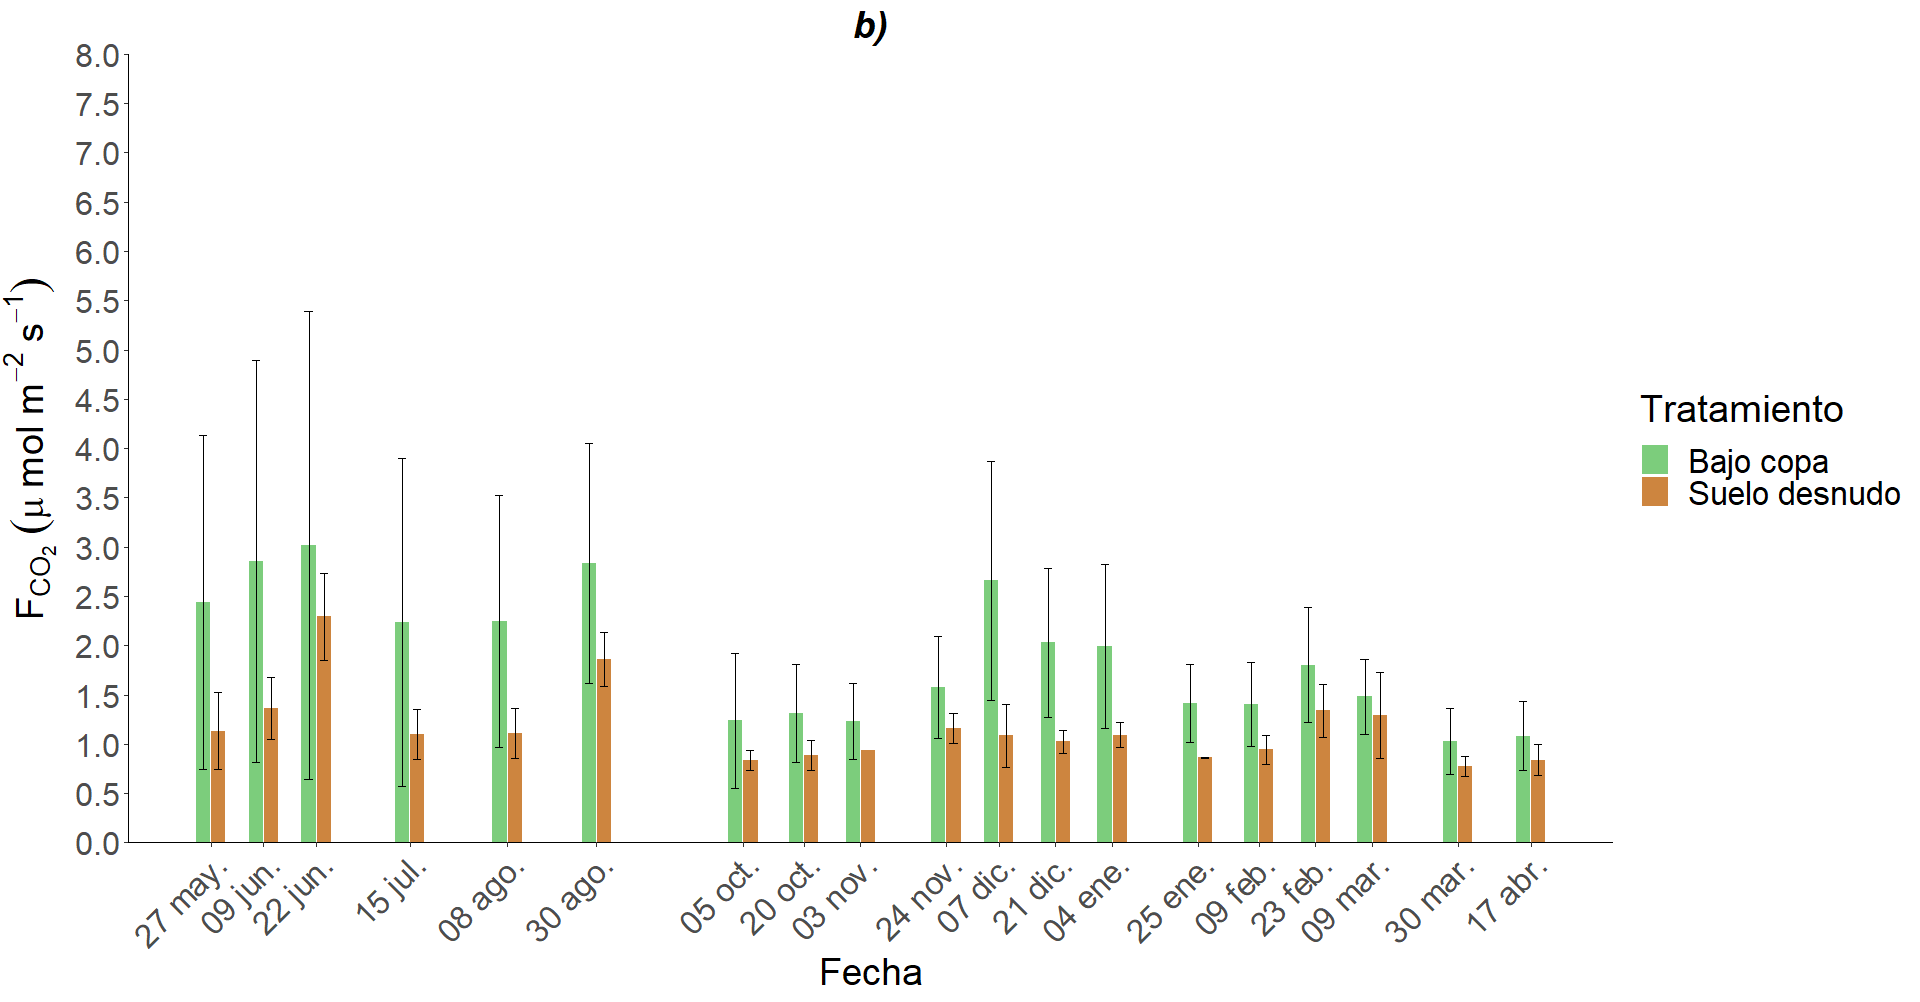 b)
8.0
7.5
7.0
6.5
6.0
5.5
5.0
4.5
4.0
3.5
3.0
2.5
2.0
1.5
1.0
0.5
0.0
F_CO₂ (μ mol m⁻² s⁻¹)
27 may.
09 jun.
22 jun.
15 jul.
08 ago.
30 ago.
05 oct.
20 oct.
03 nov.
24 nov.
07 dic.
21 dic.
04 ene.
25 ene.
09 feb.
23 feb.
09 mar.
30 mar.
17 abr.
Fecha
Tratamiento
Bajo copa
Suelo desnudo